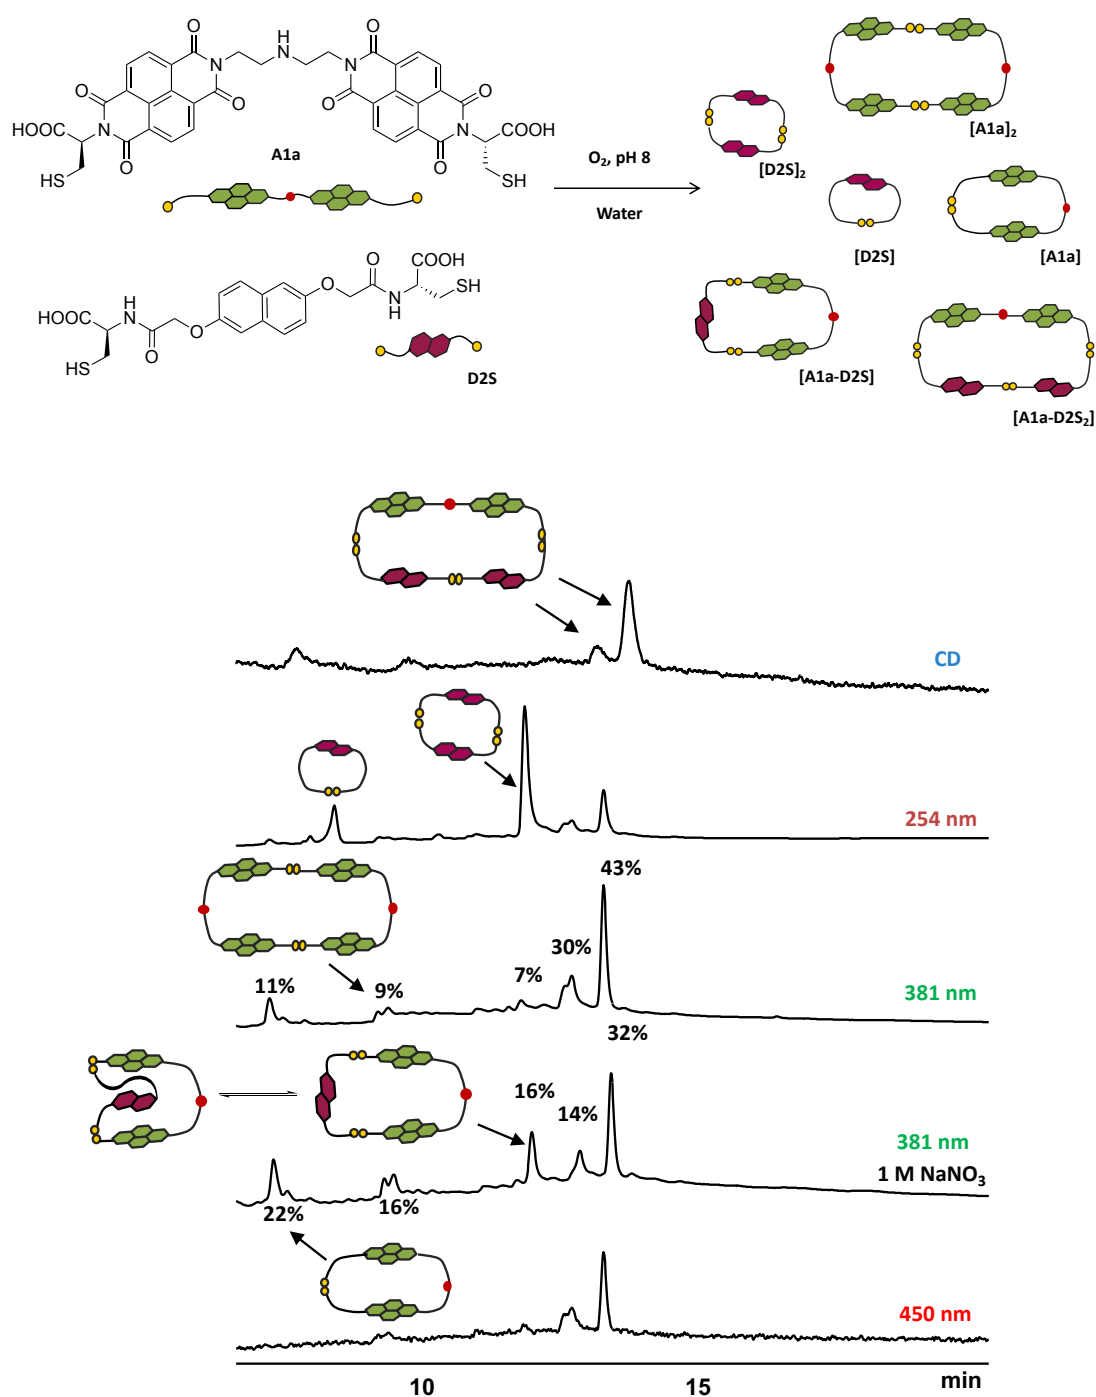 O O H N O O
N N
O O O O
HOOC N N COOH
O O
HS A1a SH
O₂, pH 8
Water
[D2S]₂
[A1a]₂
[D2S]
[A1a]
COOH
O
O N H SH
H
HOOC N O
O
HS D2S
[A1a-D2S]
[A1a-D2S₂]
CD
254 nm
43%
30%
7%
11%
9%
381 nm
32%
16%
14%
381 nm
1 M NaNO₃
22%
16%
450 nm
10 15 min